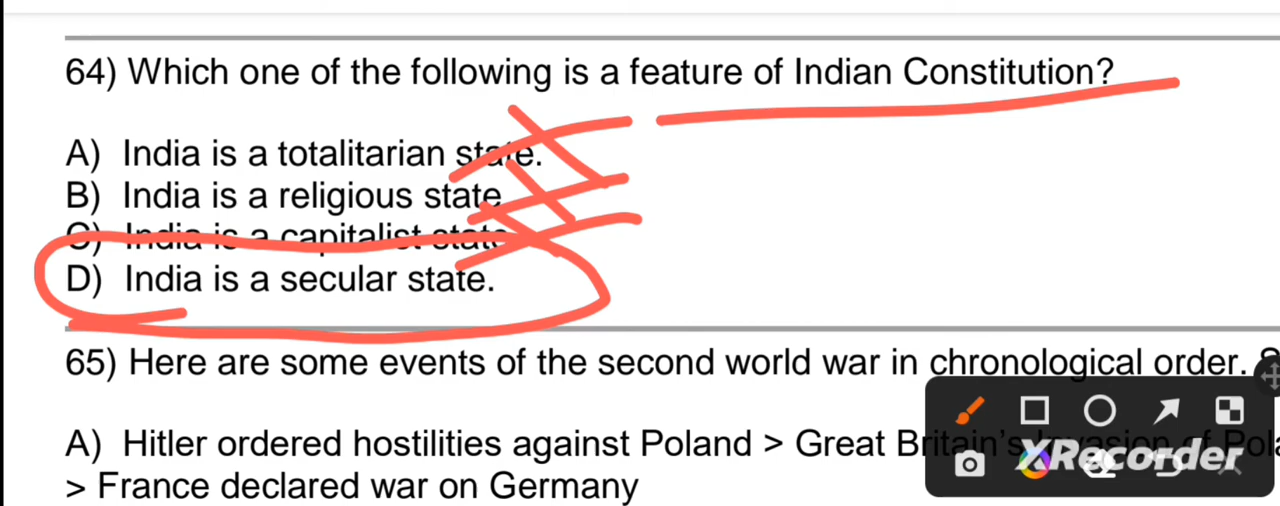 64) Which one of the following is a feature of Indian Constitution?
A) India is a totalitarian state.
B) India is a religious state
C) India is a capitalist state
D) India is a secular state.
65) Here are some events of the second world war in chronological order.
A) Hitler ordered hostilities against Poland > Great Britain's Invasion of
> France declared war on Germany
XRecorder